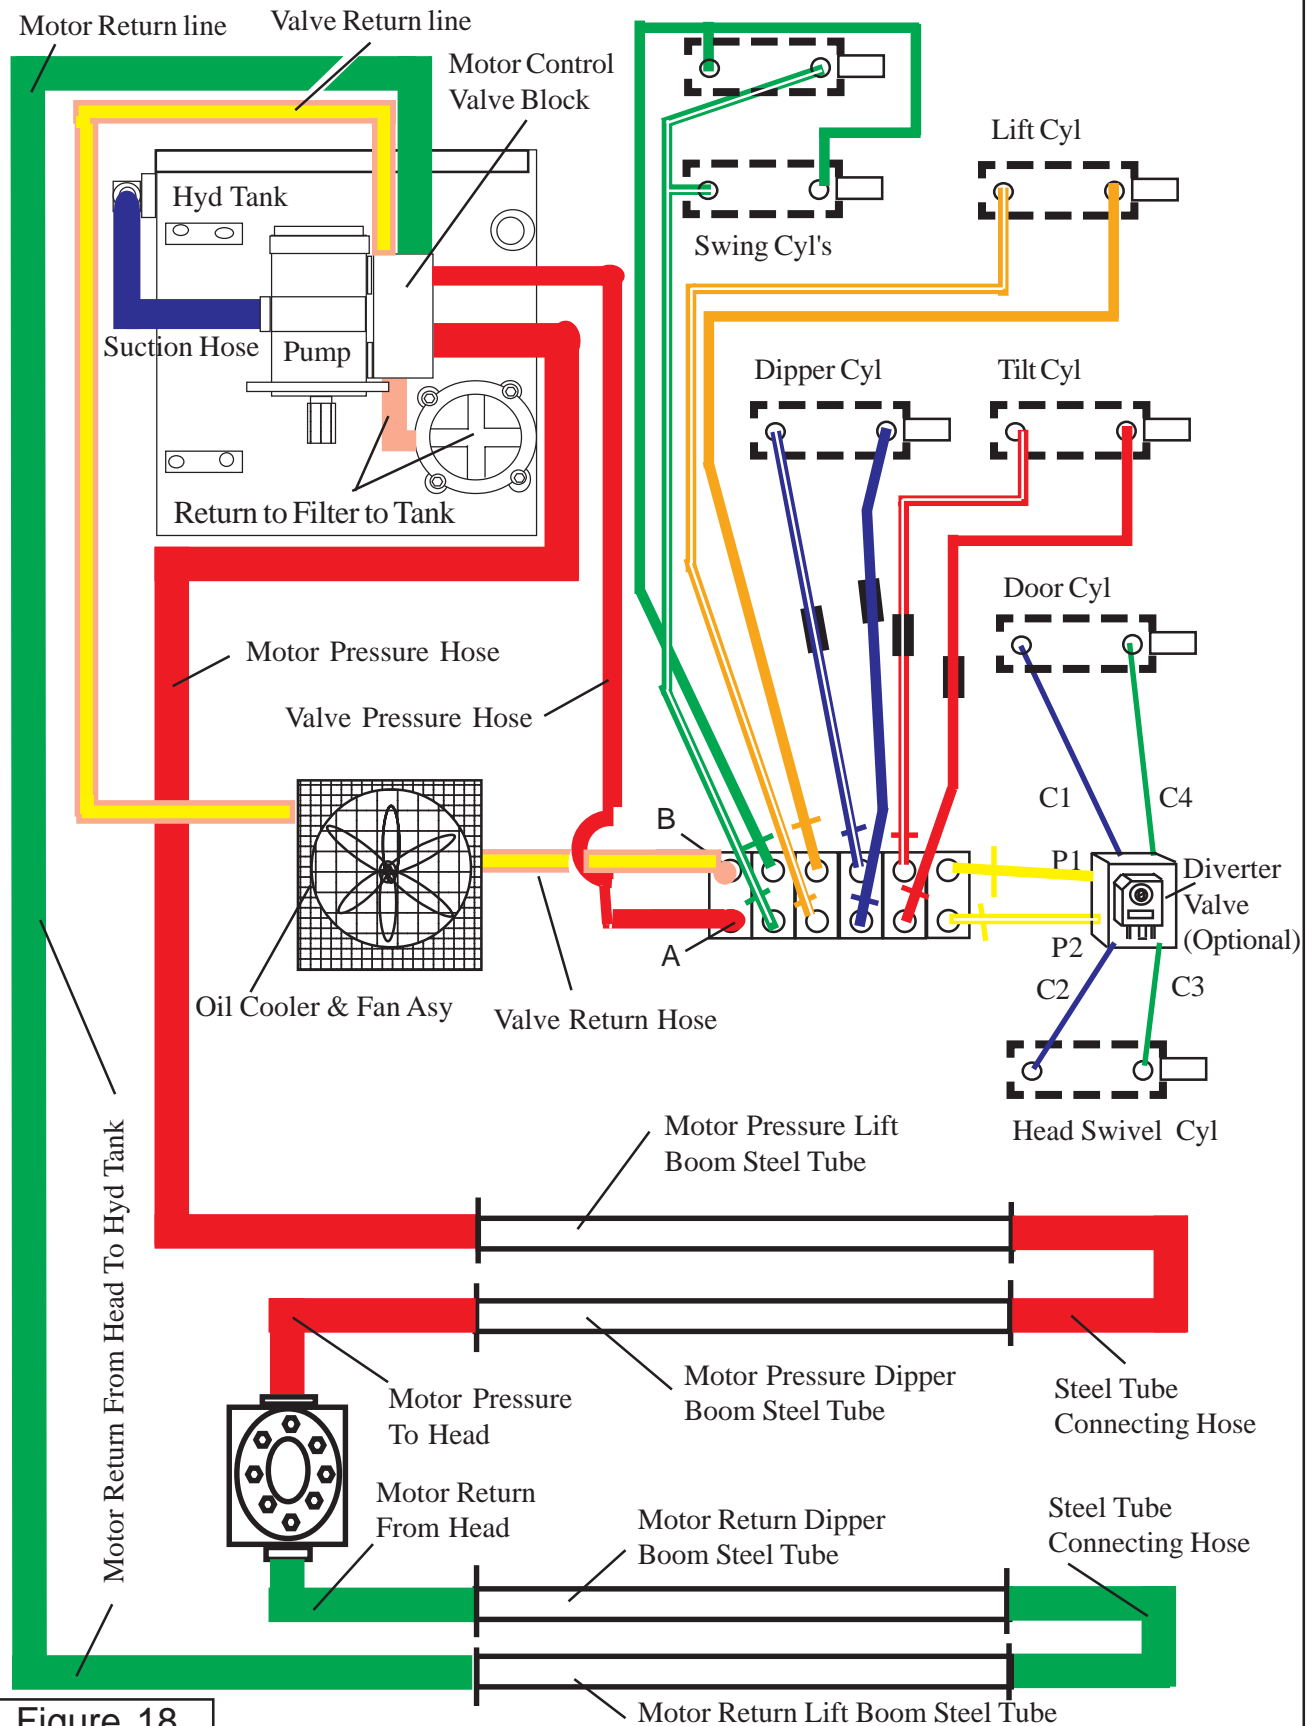 Motor Return line
Valve Return line
Motor Control
Valve Block
Lift Cyl
Hyd Tank
Swing Cyl's
Suction Hose
Pump
Dipper Cyl
Tilt Cyl
Return to Filter to Tank
Door Cyl
Motor Pressure Hose
Valve Pressure Hose
C1
C4
B
P1
Diverter
Valve
(Optional)
A
P2
C2
C3
Oil Cooler & Fan Asy
Valve Return Hose
Head Swivel Cyl
Motor Pressure Lift
Boom Steel Tube
Motor Return From Head To Hyd Tank
Motor Pressure Dipper
Boom Steel Tube
Steel Tube
Connecting Hose
Motor Pressure
To Head
Motor Return
From Head
Motor Return Dipper
Boom Steel Tube
Steel Tube
Connecting Hose
Motor Return Lift Boom Steel Tube
Figure 18